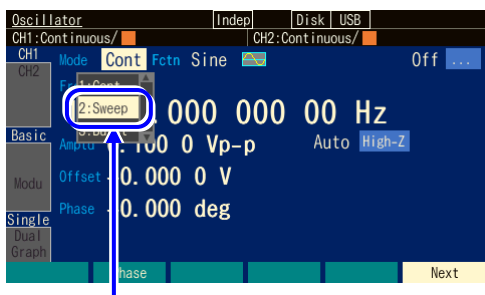 Oscillator Indep Disk USB
CH1:Continuous/ CH2:Continuous/
CH1 Mode Cont Fctn Sine Off ...
CH2
1:Cont
2:Sweep .000 000 00 Hz
Basic 0 Vp-p Auto High-Z
Modu Offset 0.000 0 V
Phase 0.000 deg
Single
Dual
Graph
Phase Next